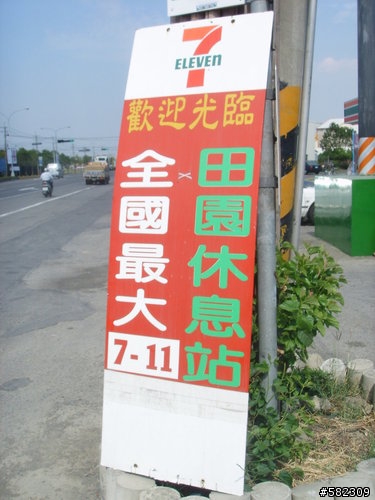 7
ELEVEN
歡迎光臨
全國最大
7-11
田園休息站
#582309